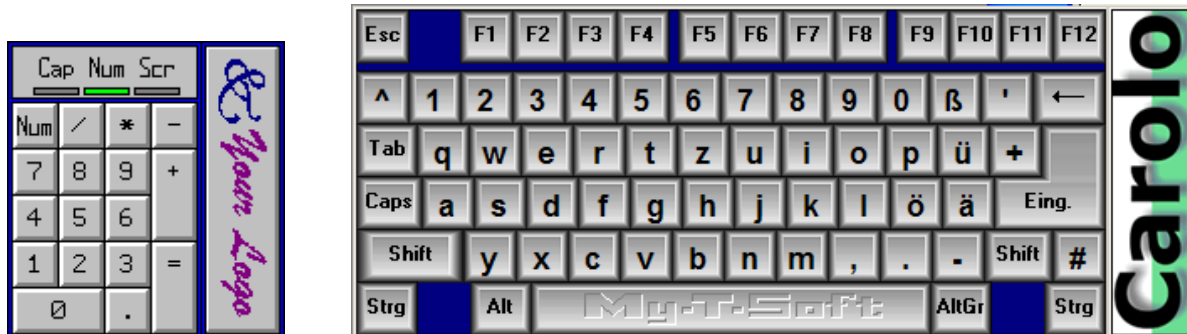 Cap Num Scr
Num / * -
7 8 9 +
4 5 6
1 2 3 =
0 .
& Your Logo
Esc F1 F2 F3 F4 F5 F6 F7 F8 F9 F10 F11 F12
^ 1 2 3 4 5 6 7 8 9 0 ß ' ←
Tab q w e r t z u i o p ü +
Caps a s d f g h j k l ö ä Eing.
Shift y x c v b n m , . - Shift #
Strg Alt My-T-Soft AltGr Strg
Carolo